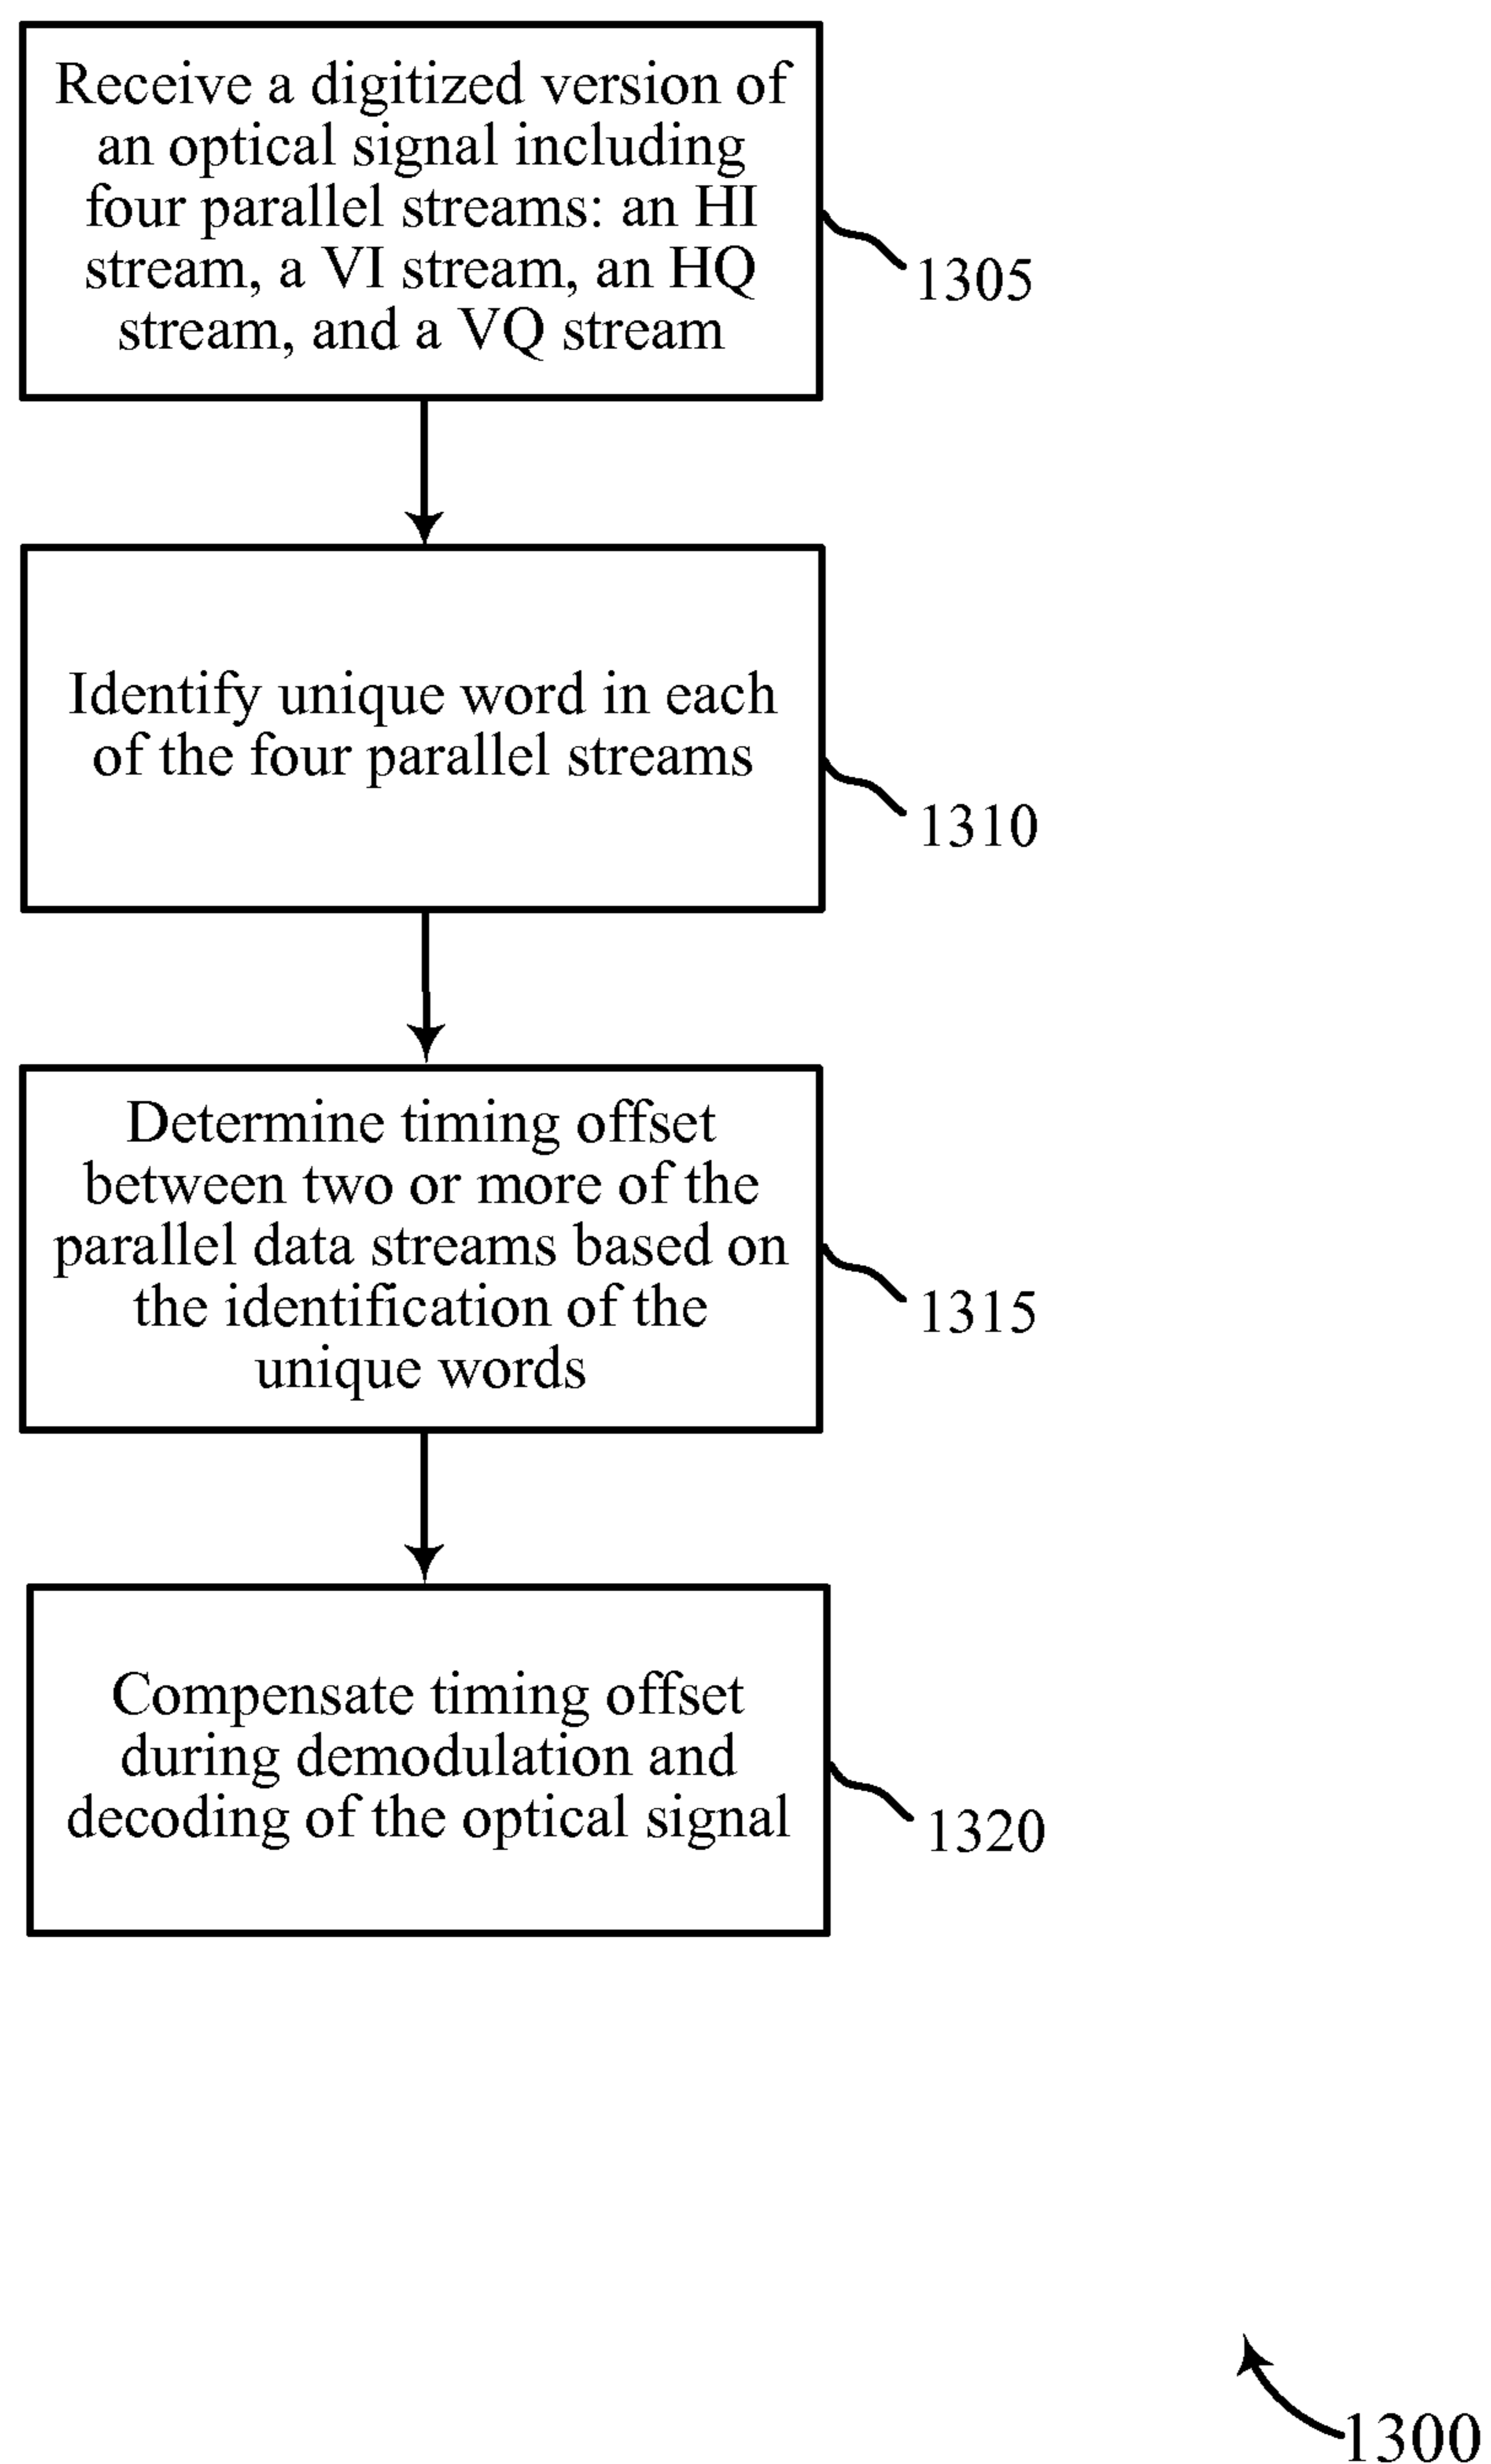 Receive a digitized version of
an optical signal including
four parallel streams: an HI
stream, a VI stream, an HQ
stream, and a VQ stream
1305
Identify unique word in each
of the four parallel streams
1310
Determine timing offset
between two or more of the
parallel data streams based on
the identification of the
unique words
1315
Compensate timing offset
during demodulation and
decoding of the optical signal
1320
1300